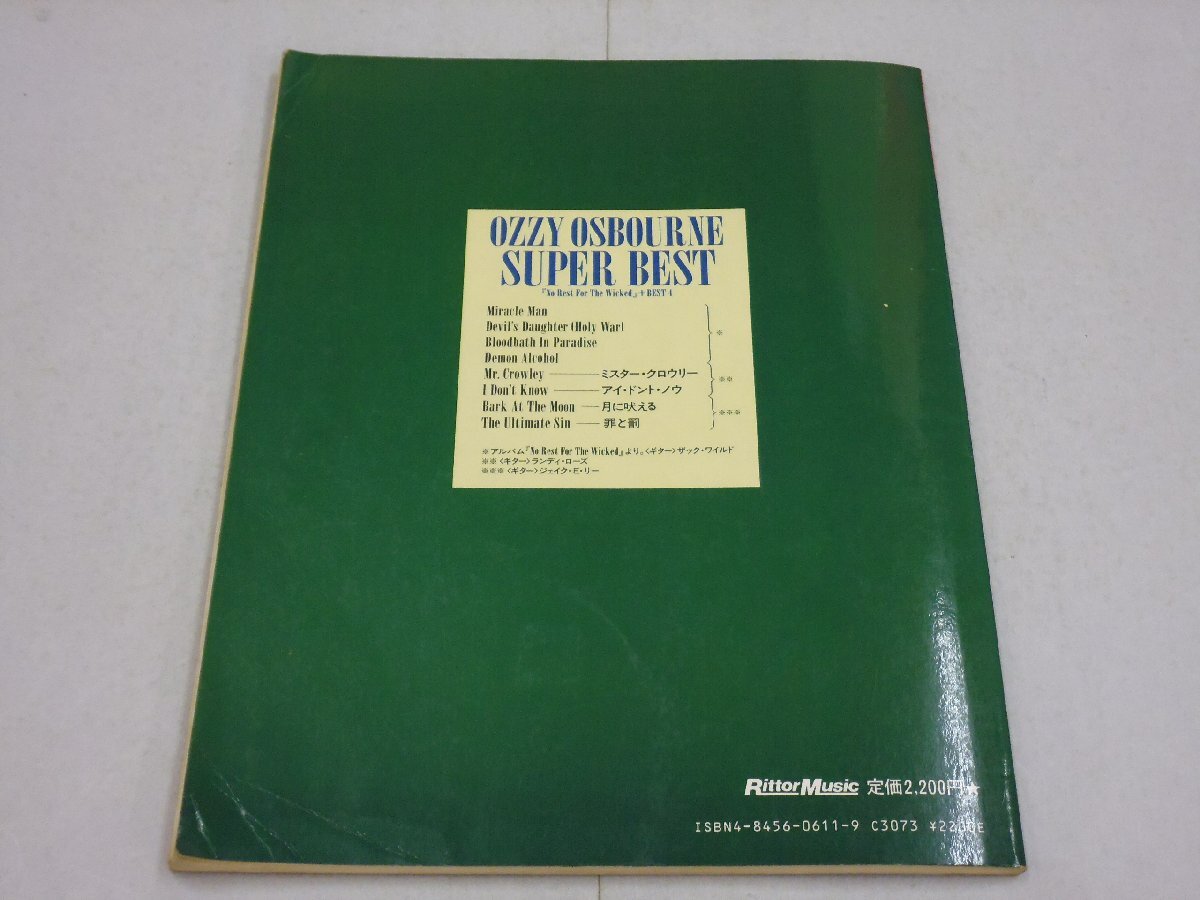 OZZY OSBOURNE
SUPER BEST
『No Rest For The Wicked』+BEST 4
Miracle Man
Devil's Daughter (Holy War)
※
Bloodbath In Paradise
Demon Alcohol
Mr. Crowley ——— ミスター・クロウリー
※※
I Don't Know ——— アイ・ドント・ノウ
Bark At The Moon —— 月に吠える
※※※
The Ultimate Sin —— 罪と罰
※アルバム『No Rest For The Wicked』より。〈ギター〉ザック・ワイルド
※※〈ギター〉ランディ・ローズ
※※※〈ギター〉ジェイク・E・リー
RittorMusic 定価2,200円★
ISBN4-8456-0611-9 C3073 ¥2200E